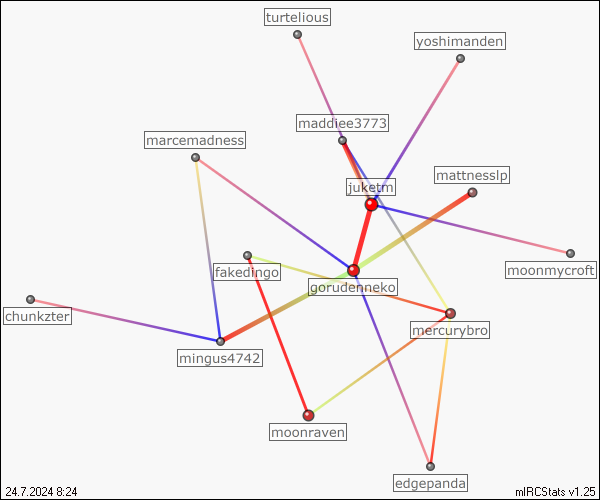 turtelious
yoshimanden
maddiee3773
marcemadness
mattnesslp
juketm
fakedingo
moonmycroft
gorudenneko
chunkzter
mercurybro
mingus4742
moonraven
edgepanda
24.7.2024 8:24
mIRCStats v1.25